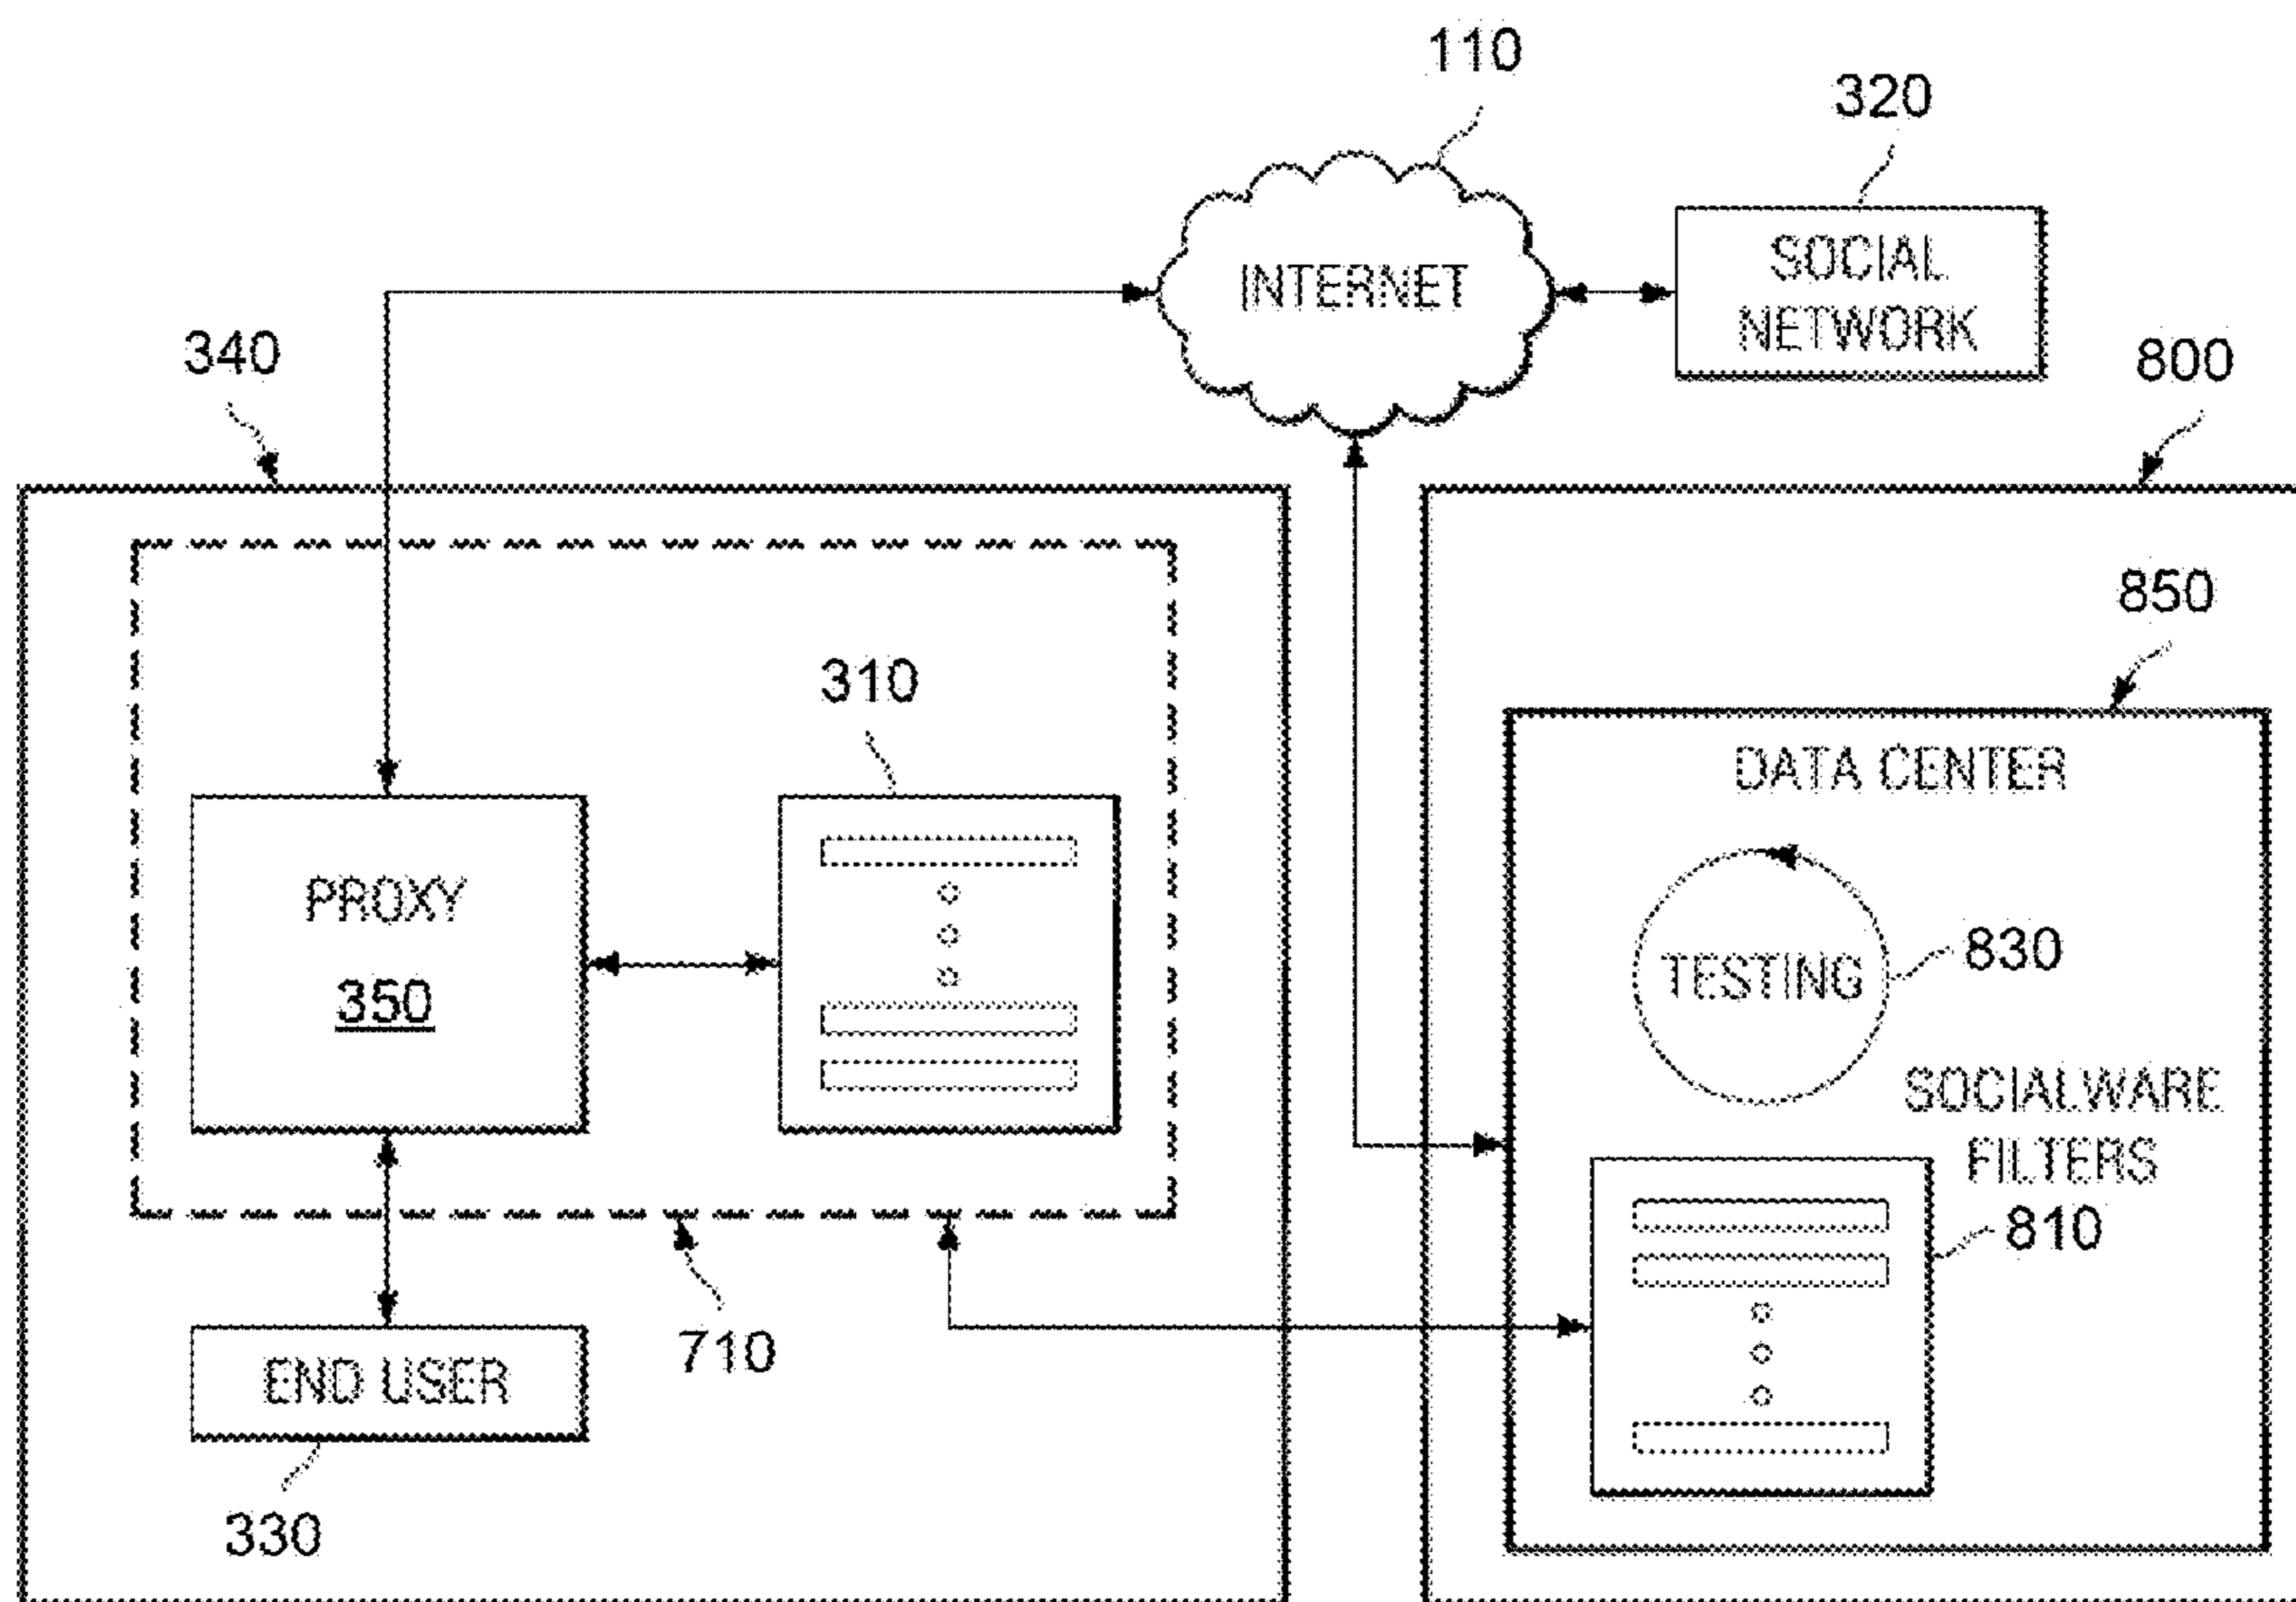 110
320
INTERNET
SOCIAL
NETWORK
340
800
850
310
DATA CENTER
PROXY
350
TESTING
830
SOCIALWARE
FILTERS
810
710
END USER
330